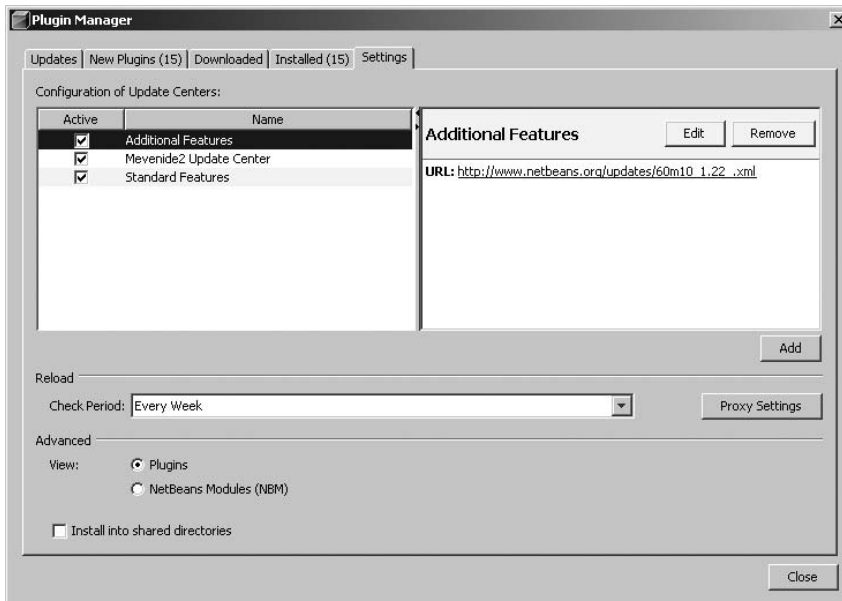 Plugin Manager
Updates New Plugins (15) Downloaded Installed (15) Settings
Configuration of Update Centers:
Active Name
Additional Features
Mevenide2 Update Center
Standard Features
Additional Features Edit Remove
URL: http://www.netbeans.org/updates/60m10_1.22_.xml
Add
Reload
Check Period: Every Week Proxy Settings
Advanced
View: Plugins
NetBeans Modules (NBM)
Install into shared directories
Close